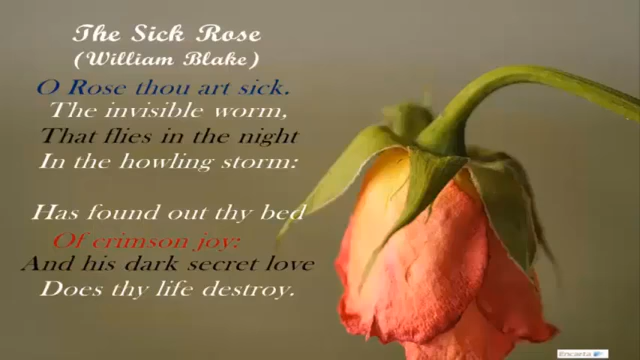 The Sick Rose
(William Blake)
O Rose thou art sick.
The invisible worm,
That flies in the night
In the howling storm:
Has found out thy bed
Of crimson joy:
And his dark secret love
Does thy life destroy.
Encarta